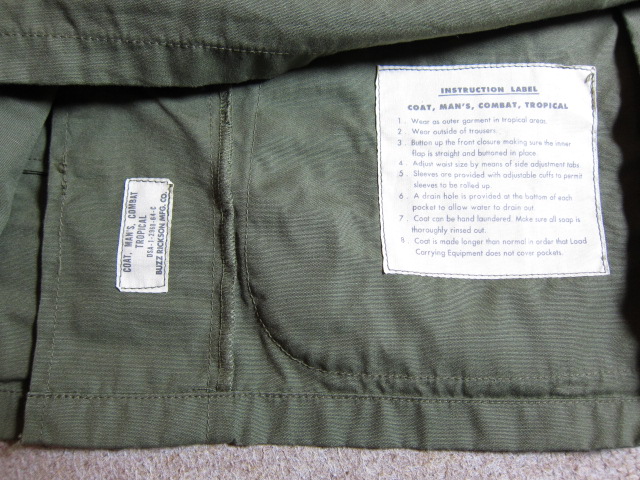 INSTRUCTION LABEL
COAT, MAN'S, COMBAT, TROPICAL
1. Wear as outer garment in tropical areas.
2. Wear outside of trousers.
3. Button up the front closure making sure the inner
flap is straight and buttoned in place.
4. Adjust waist size by means of side adjustment tabs.
5. Sleeves are provided with adjustable cuffs to permit
sleeves to be rolled up.
6. A drain hole is provided at the bottom of each
pocket to allow water to drain out.
7. Coat can be hand laundered. Make sure all soap is
thoroughly rinsed out.
8. Coat is made longer than normal in order that Load
Carrying Equipment does not cover pockets.
COAT, MAN'S, COMBAT
TROPICAL
BUZZ RICKSON MFG. CO.